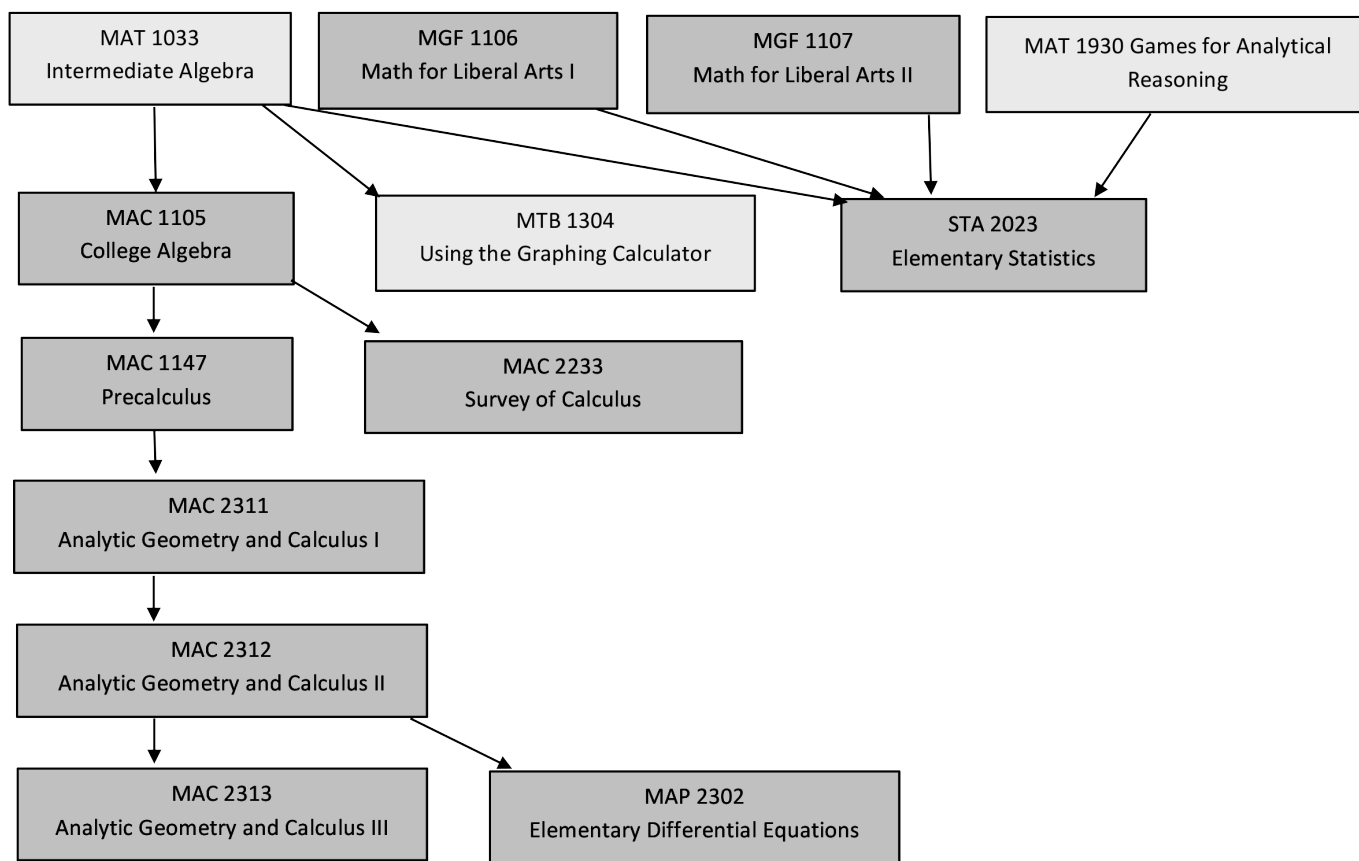 MAT 1033
Intermediate Algebra
MGF 1106
Math for Liberal Arts I
MGF 1107
Math for Liberal Arts II
MAT 1930 Games for Analytical
Reasoning
MAC 1105
College Algebra
MTB 1304
Using the Graphing Calculator
STA 2023
Elementary Statistics
MAC 1147
Precalculus
MAC 2233
Survey of Calculus
MAC 2311
Analytic Geometry and Calculus I
MAC 2312
Analytic Geometry and Calculus II
MAC 2313
Analytic Geometry and Calculus III
MAP 2302
Elementary Differential Equations